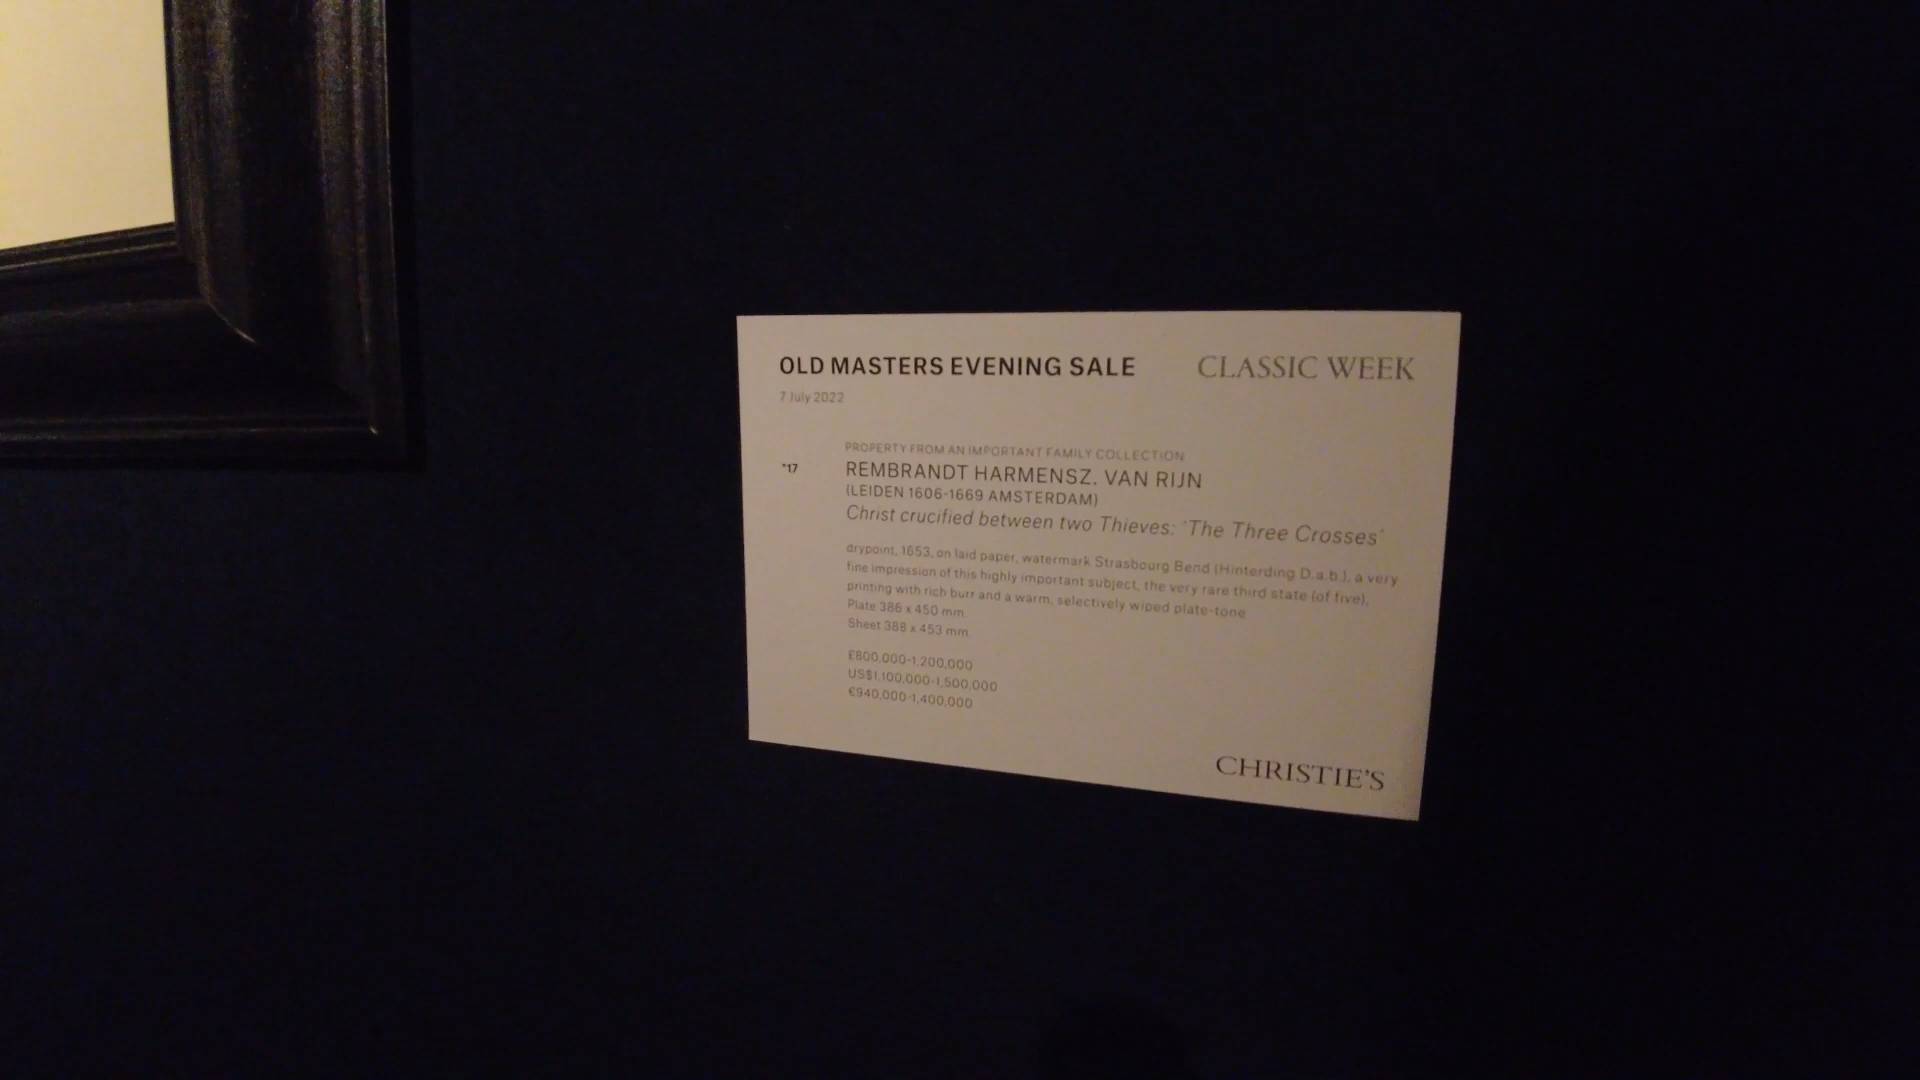 OLD MASTERS EVENING SALE
CLASSIC WEEK
7 July 2022
PROPERTY FROM AN IMPORTANT FAMILY COLLECTION
*17
REMBRANDT HARMENSZ. VAN RIJN
(LEIDEN 1606-1669 AMSTERDAM)
Christ crucified between two Thieves: 'The Three Crosses'
drypoint, 1653, on laid paper, watermark Strasbourg Bend (Hinterding D.a.b.), a very
fine impression of this highly important subject, the very rare third state (of five),
printing with rich burr and a warm, selectively wiped plate-tone
Plate 386 x 450 mm.
Sheet 388 x 453 mm.
£800,000-1,200,000
US$1,100,000-1,500,000
€940,000-1,400,000
CHRISTIE'S